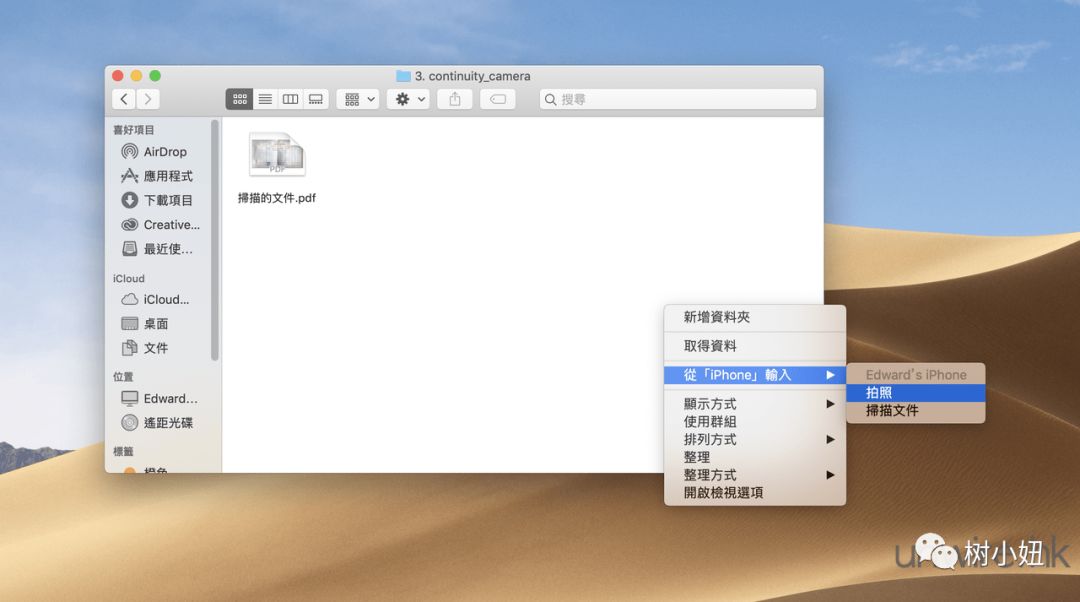 3. continuity_camera
搜尋
喜好項目
AirDrop
應用程式
下載項目
Creative...
最近使...
iCloud
iCloud...
桌面
文件
位置
Edward...
遙距光碟
標籤
橙色
PDF
掃描的文件.pdf
新增資料夾
取得資料
從「iPhone」輸入
顯示方式
使用群組
排列方式
整理
整理方式
開啟檢視選項
Edward's iPhone
拍照
掃描文件
树小妞